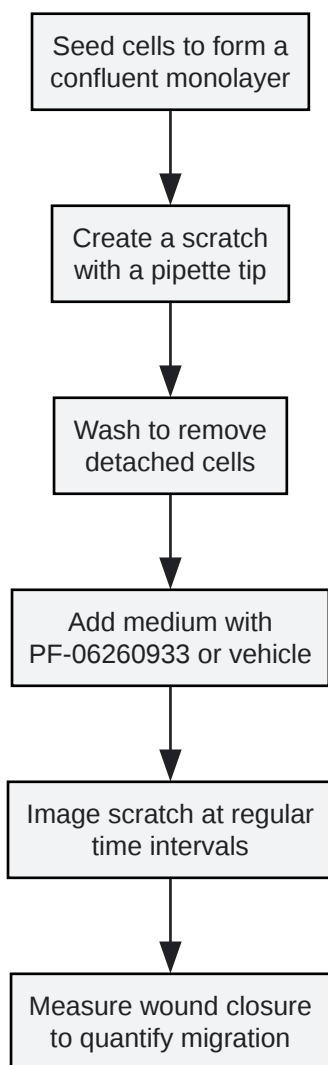 Seed cells to form a
confluent monolayer
Create a scratch
with a pipette tip
Wash to remove
detached cells
Add medium with
PF-06260933 or vehicle
Image scratch at regular
time intervals
Measure wound closure
to quantify migration